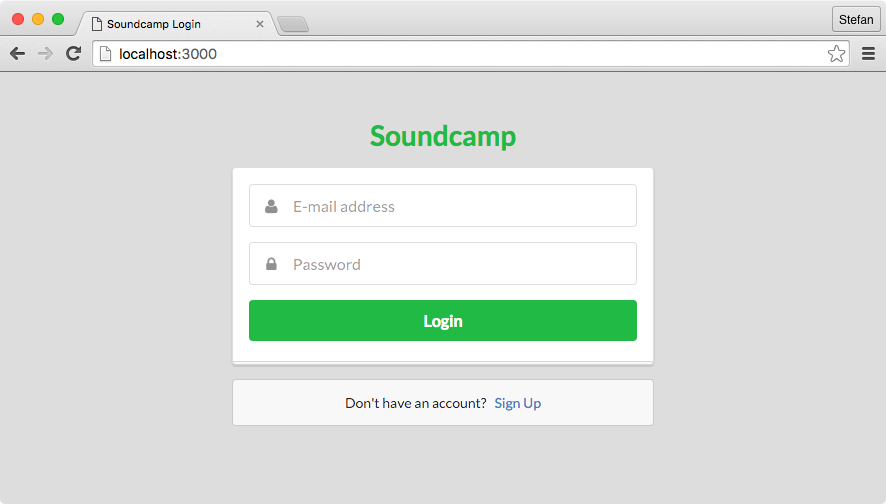 Soundcamp Login
Stefan
localhost:3000
Soundcamp
E-mail address
Password
Login
Don't have an account? Sign Up